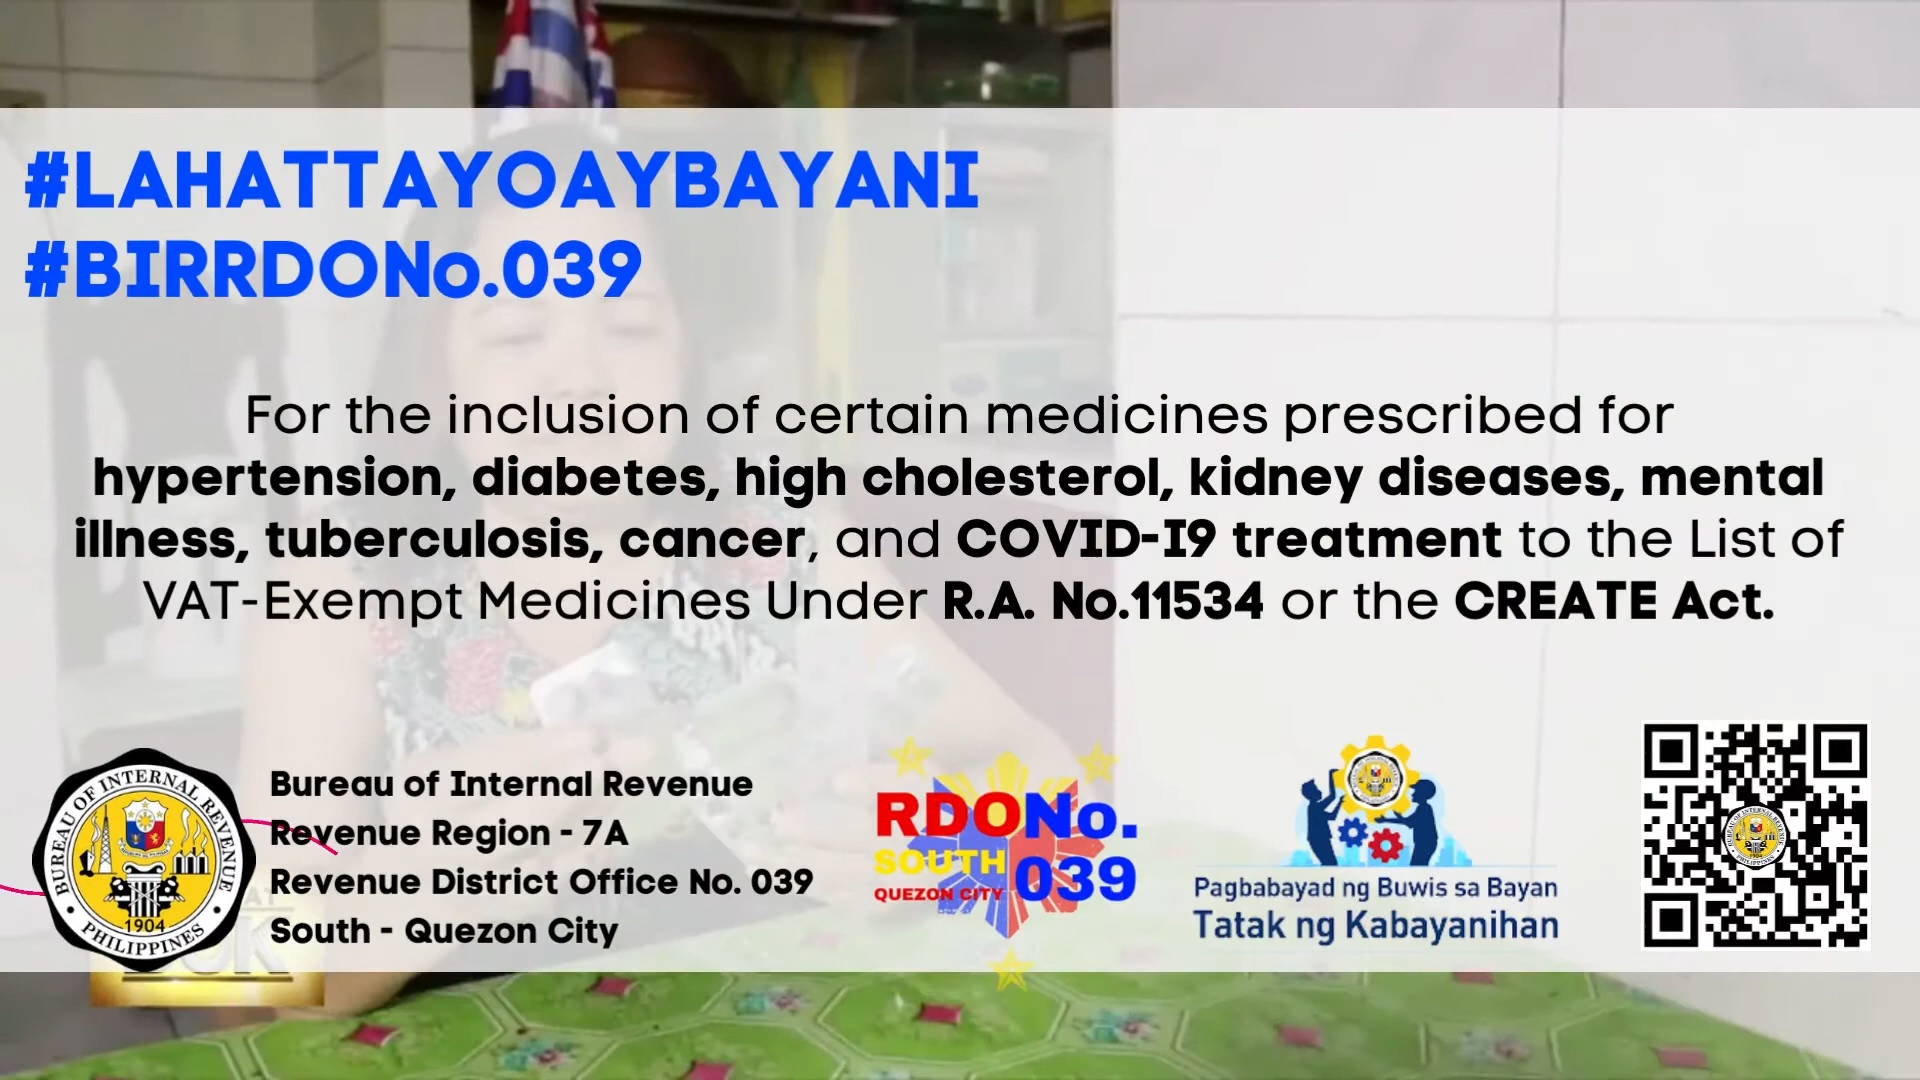 #LAHATTAYOAYBAYANI
#BIRRDONo.039
For the inclusion of certain medicines prescribed for
hypertension, diabetes, high cholesterol, kidney diseases, mental
illness, tuberculosis, cancer, and COVID-I9 treatment to the List of
VAT-Exempt Medicines Under R.A. No.11534 or the CREATE Act.
BUREAU OF INTERNAL REVENUE
1904
PHILIPPINES
Bureau of Internal Revenue
Revenue Region - 7A
Revenue District Office No. 039
South - Quezon City
RDONo.
SOUTH
QUEZON CITY
039
Pagbabayad ng Buwis sa Bayan
Tatak ng Kabayanihan